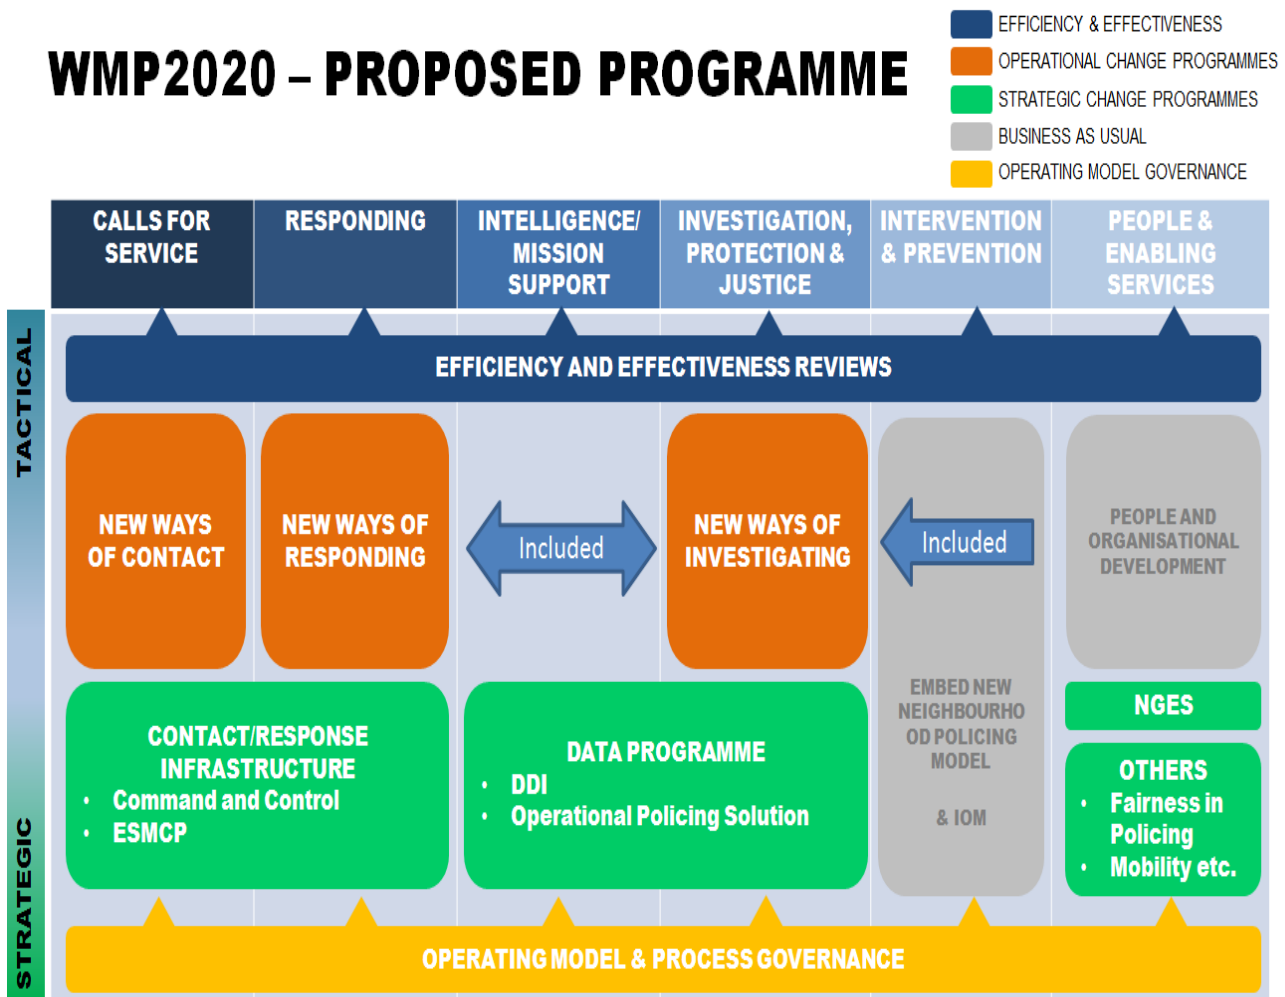 WMP2020 – PROPOSED PROGRAMME
EFFICIENCY & EFFECTIVENESS
OPERATIONAL CHANGE PROGRAMMES
STRATEGIC CHANGE PROGRAMMES
BUSINESS AS USUAL
OPERATING MODEL GOVERNANCE
CALLS FOR
SERVICE
RESPONDING
INTELLIGENCE/
MISSION
SUPPORT
INVESTIGATION,
PROTECTION &
JUSTICE
INTERVENTION
& PREVENTION
PEOPLE &
ENABLING
SERVICES
TACTICAL
STRATEGIC
EFFICIENCY AND EFFECTIVENESS REVIEWS
NEW WAYS
OF CONTACT
NEW WAYS OF
RESPONDING
Included
NEW WAYS OF
INVESTIGATING
Included
PEOPLE AND
ORGANISATIONAL
DEVELOPMENT
CONTACT/RESPONSE
INFRASTRUCTURE
• Command and Control
• ESMCP
DATA PROGRAMME
• DDI
• Operational Policing Solution
EMBED NEW
NEIGHBOURHO
OD POLICING
MODEL
& IOM
NGES
OTHERS
• Fairness in
Policing
• Mobility etc.
OPERATING MODEL & PROCESS GOVERNANCE